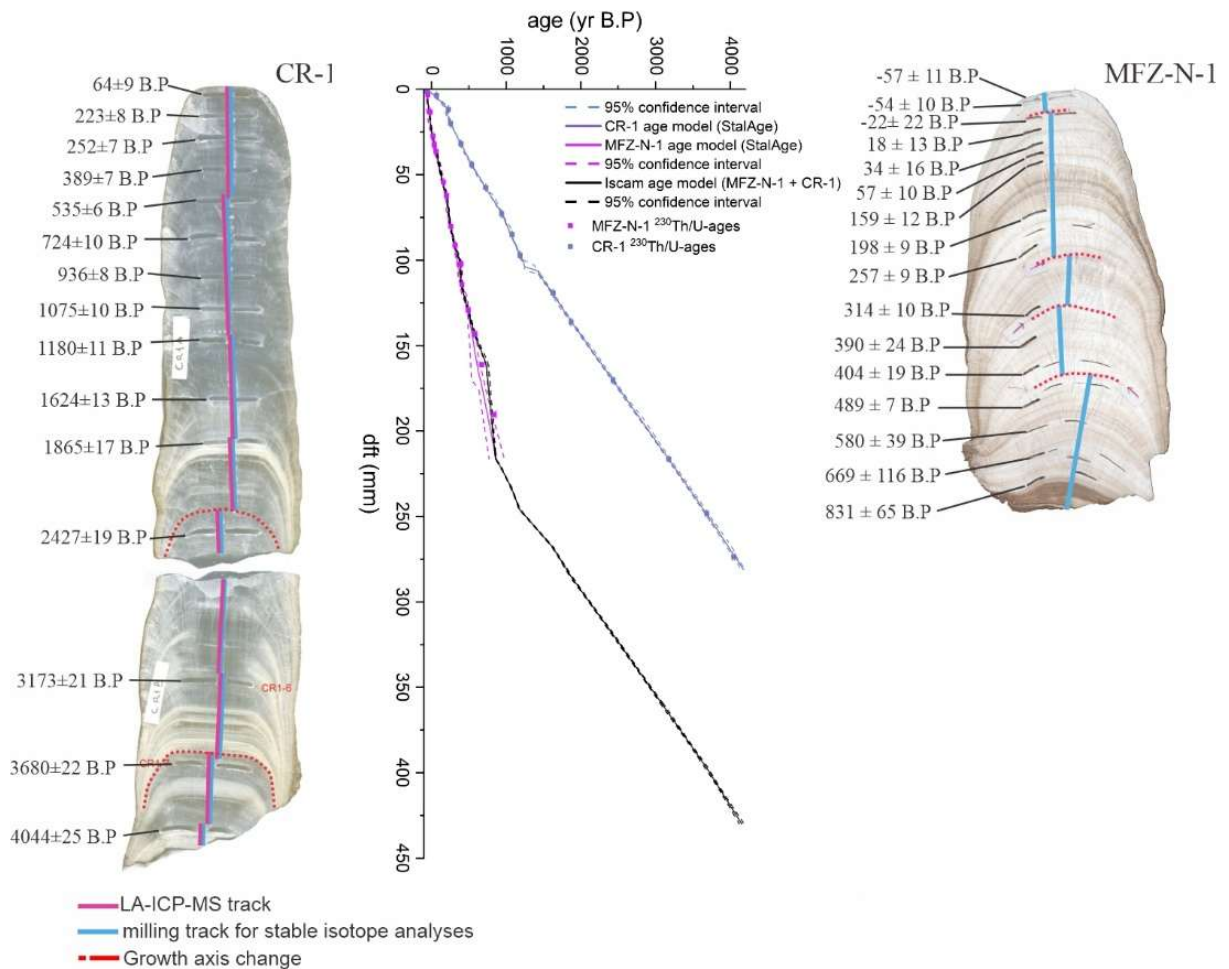 CR-1
64±9 B.P
223±8 B.P
252±7 B.P
389±7 B.P
535±6 B.P
724±10 B.P
936±8 B.P
1075±10 B.P
1180±11 B.P
1624±13 B.P
1865±17 B.P
2427±19 B.P
3173±21 B.P
3680±22 B.P
4044±25 B.P
CR1-6
LA-ICP-MS track
milling track for stable isotope analyses
Growth axis change
age (yr B.P)
0 1000 2000 3000 4000
dft (mm)
0
50
100
150
200
250
300
350
400
450
95% confidence interval
CR-1 age model (StalAge)
MFZ-N-1 age model (StalAge)
95% confidence interval
Iscam age model (MFZ-N-1 + CR-1)
95% confidence interval
MFZ-N-1 ²³⁰Th/U-ages
CR-1 ²³⁰Th/U-ages
MFZ-N-1
-57 ± 11 B.P
-54 ± 10 B.P
-22± 22 B.P
18 ± 13 B.P
34 ± 16 B.P
57 ± 10 B.P
159 ± 12 B.P
198 ± 9 B.P
257 ± 9 B.P
314 ± 10 B.P
390 ± 24 B.P
404 ± 19 B.P
489 ± 7 B.P
580 ± 39 B.P
669 ± 116 B.P
831 ± 65 B.P